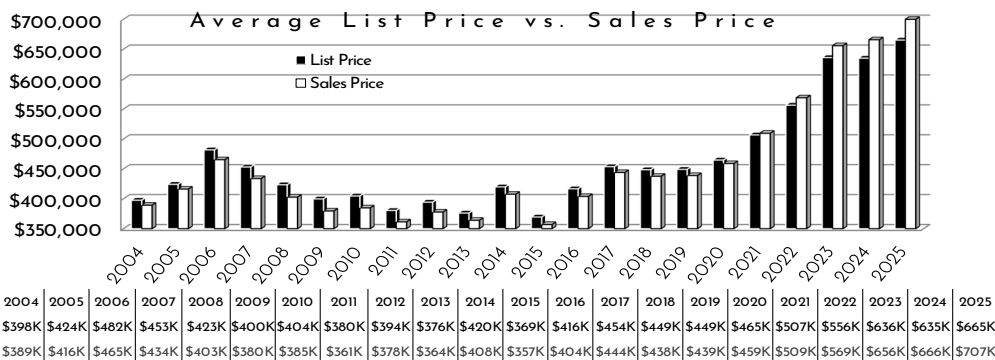 Average List Price vs. Sales Price
$700,000
$650,000
$600,000
$550,000
$500,000
$450,000
$400,000
$350,000
List Price
Sales Price
2004 2005 2006 2007 2008 2009 2010 2011 2012 2013 2014 2015 2016 2017 2018 2019 2020 2021 2022 2023 2024 2025
2004 2005 2006 2007 2008 2009 2010 2011 2012 2013 2014 2015 2016 2017 2018 2019 2020 2021 2022 2023 2024 2025
$398K $424K $482K $453K $423K $400K $404K $380K $394K $376K $420K $369K $416K $454K $449K $449K $465K $507K $556K $636K $635K $665K
$389K $416K $465K $434K $403K $380K $385K $361K $378K $364K $408K $357K $404K $444K $438K $439K $459K $509K $569K $656K $666K $707K